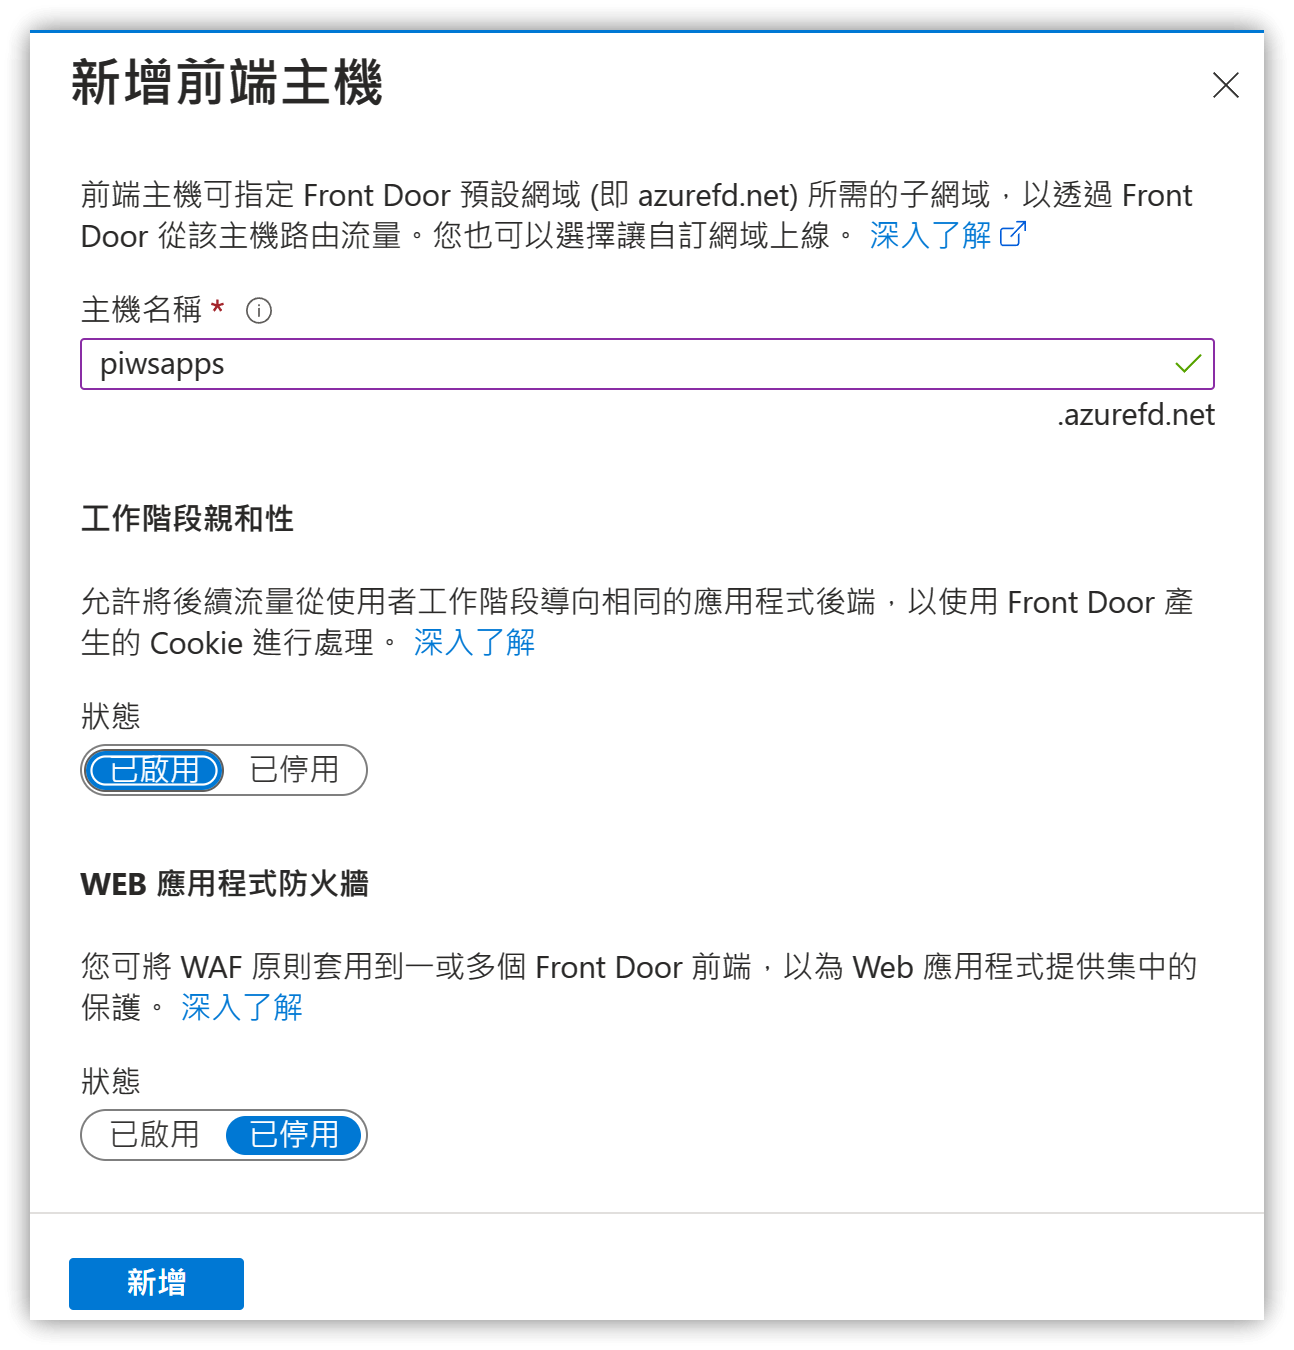 新增前端主機
前端主機可指定 Front Door 預設網域 (即 azurefd.net) 所需的子網域，以透過 Front
Door 從該主機路由流量。您也可以選擇讓自訂網域上線。 深入了解
主機名稱 *
piwsapps
.azurefd.net
工作階段親和性
允許將後續流量從使用者工作階段導向相同的應用程式後端，以使用 Front Door 產
生的 Cookie 進行處理。 深入了解
狀態
已啟用 已停用
WEB 應用程式防火牆
您可將 WAF 原則套用到一或多個 Front Door 前端，以為 Web 應用程式提供集中的
保護。 深入了解
狀態
已啟用 已停用
新增